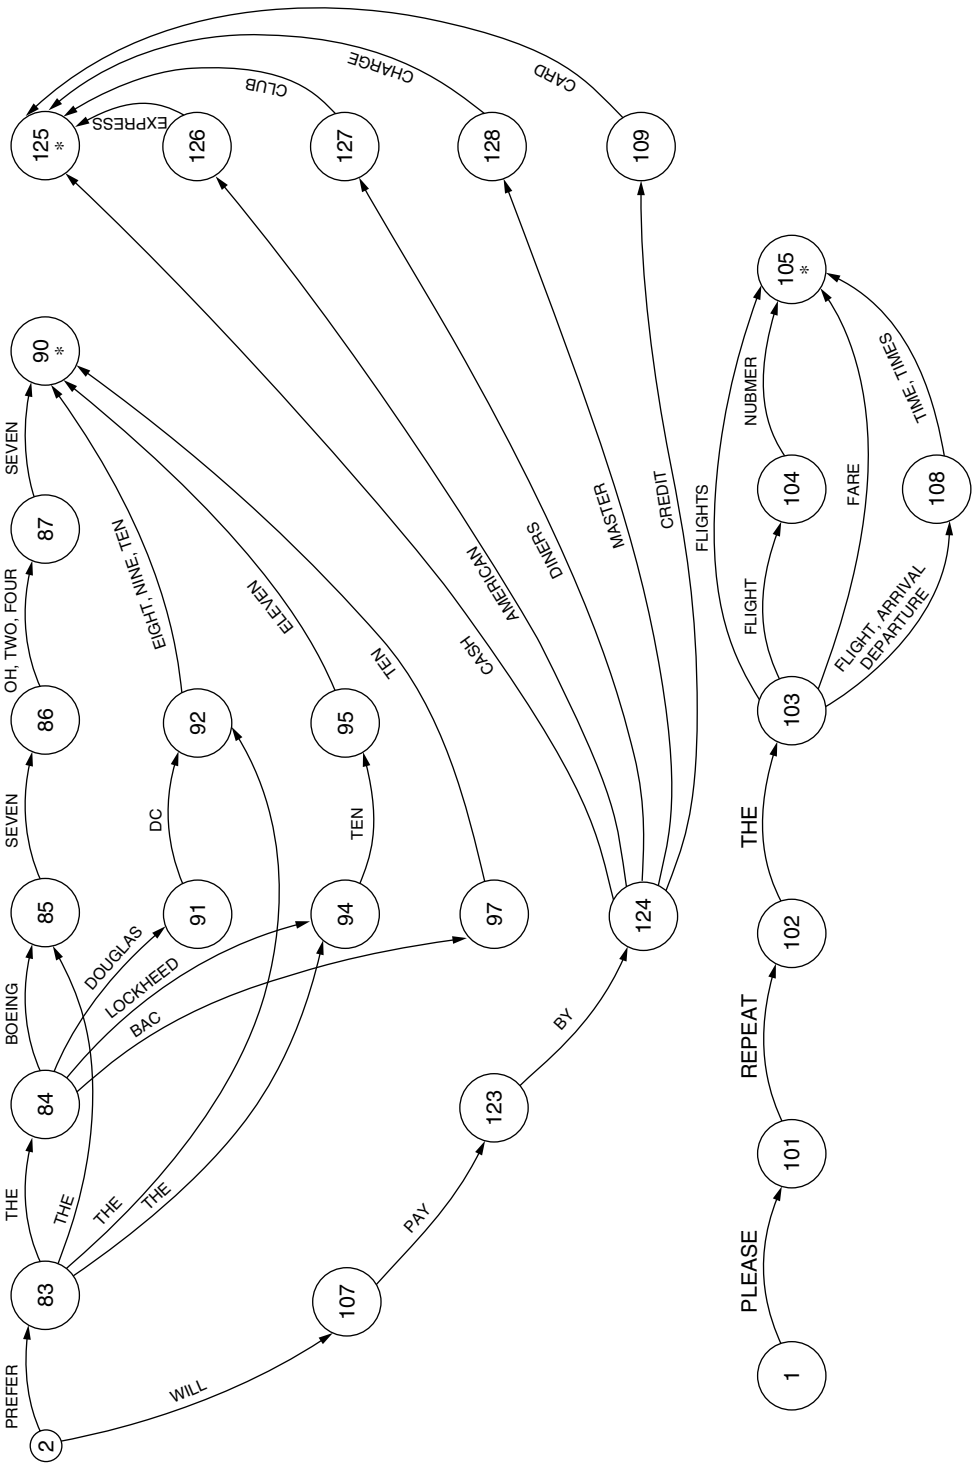 2
PREFER
83
THE
84
BOEING
85
SEVEN
86
OH, TWO, FOUR
87
SEVEN
90
*
THE
THE
THE
DOUGLAS
91
DC
92
EIGHT, NINE, TEN
LOCKHEED
94
TEN
95
ELEVEN
BAC
97
TEN
WILL
107
PAY
123
BY
124
CASH
125
*
AMERICAN
126
EXPRESS
DINERS
127
CLUB
MASTER
128
CHARGE
CREDIT
109
CARD
1
PLEASE
101
REPEAT
102
THE
103
FLIGHTS
FLIGHT
104
NUBMER
105
*
FARE
FLIGHT, ARRIVAL
DEPARTURE
108
TIME, TIMES